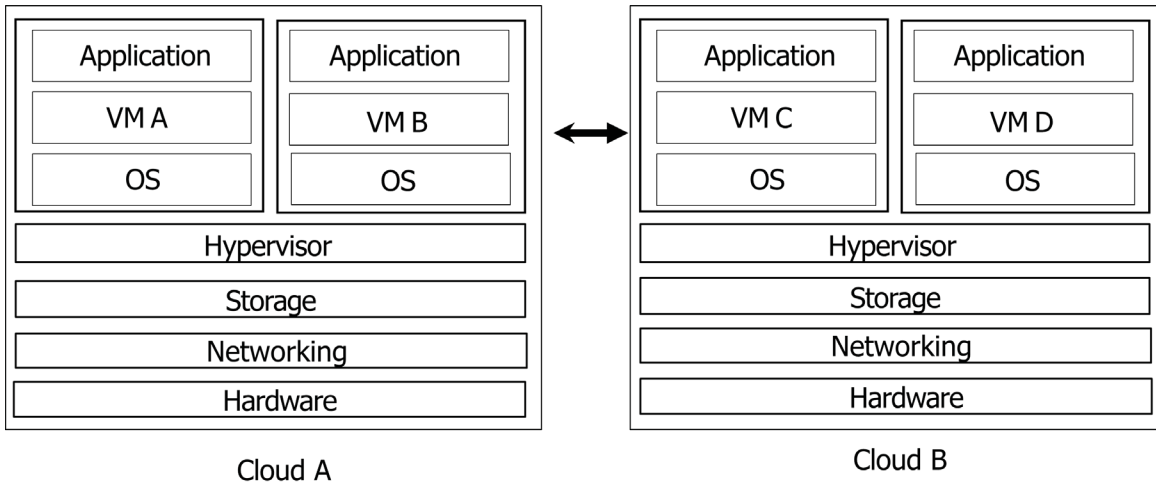 Application
VM A
OS
Application
VM B
OS
Hypervisor
Storage
Networking
Hardware
Cloud A
Application
VM C
OS
Application
VM D
OS
Hypervisor
Storage
Networking
Hardware
Cloud B